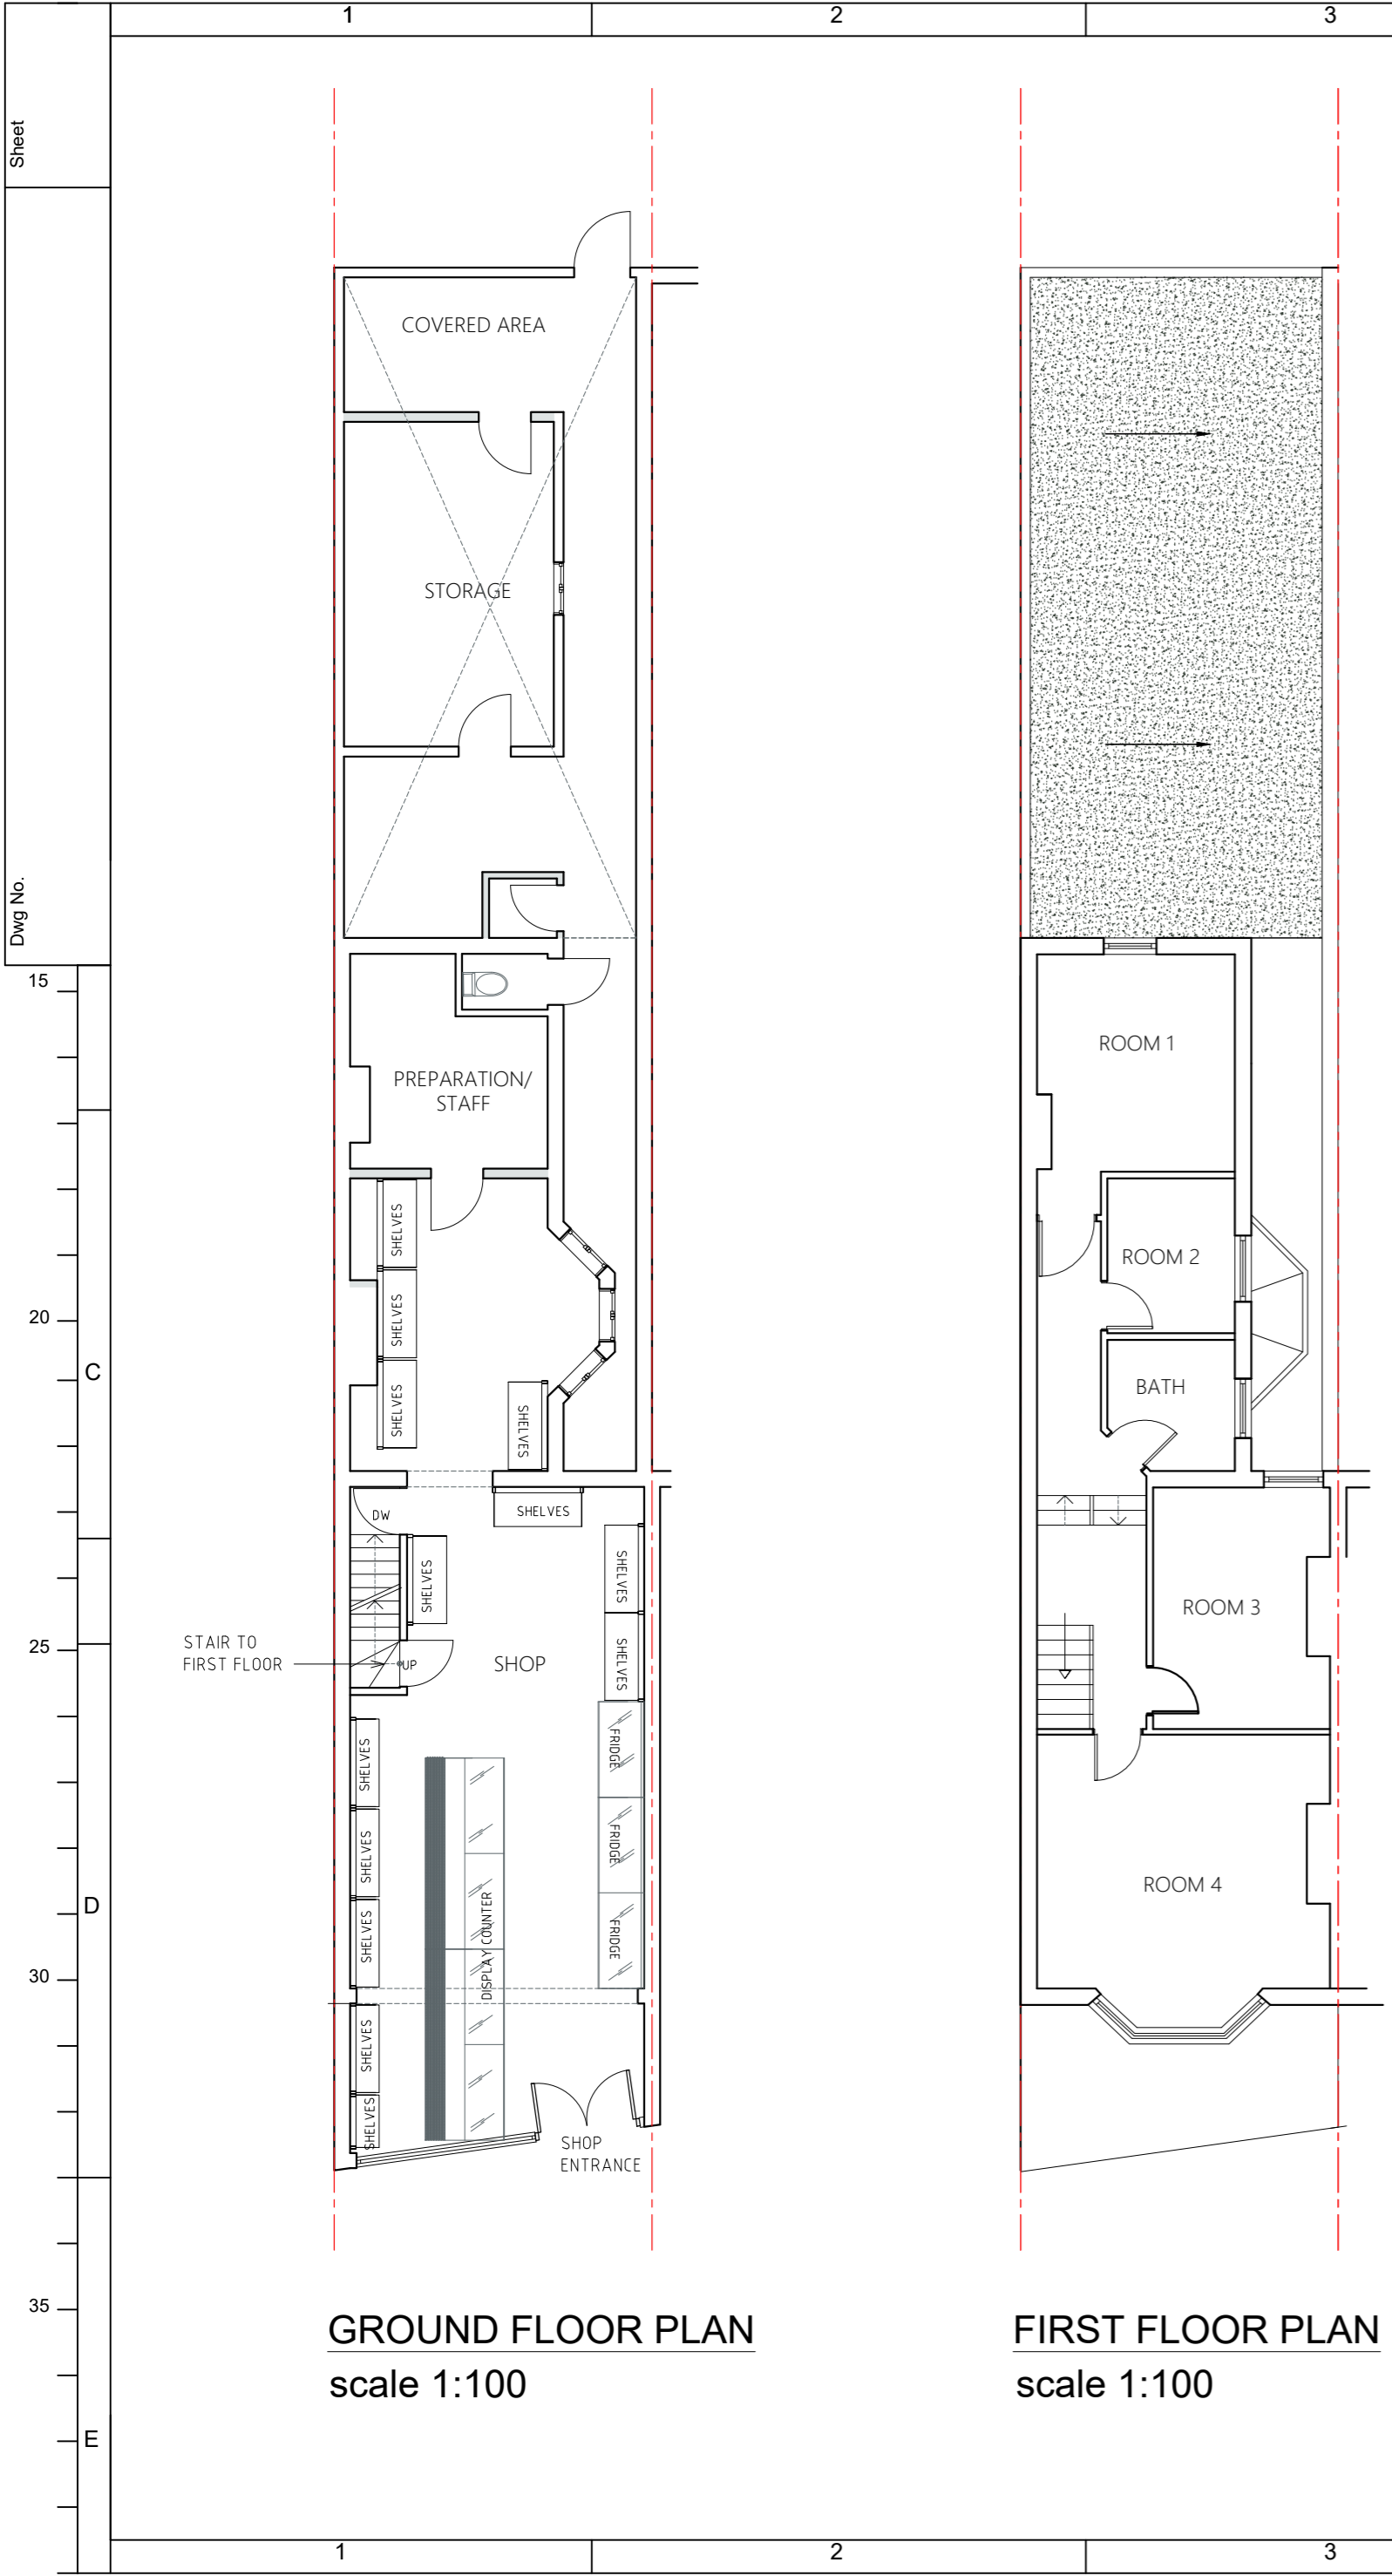 1
2
3
Sheet
COVERED AREA
STORAGE
Dwg No.
15
ROOM 1
PREPARATION/
STAFF
SHELVES
ROOM 2
SHELVES
20
C
BATH
SHELVES
SHELVES
DW
SHELVES
SHELVES
SHELVES
ROOM 3
25
STAIR TO
FIRST FLOOR
UP
SHOP
SHELVES
FRIDGE
SHELVES
FRIDGE
SHELVES
ROOM 4
D
SHELVES
DISPLAY COUNTER
FRIDGE
30
SHELVES
SHELVES
SHOP
ENTRANCE
35
GROUND FLOOR PLAN
scale 1:100
FIRST FLOOR PLAN
scale 1:100
E
1
2
3